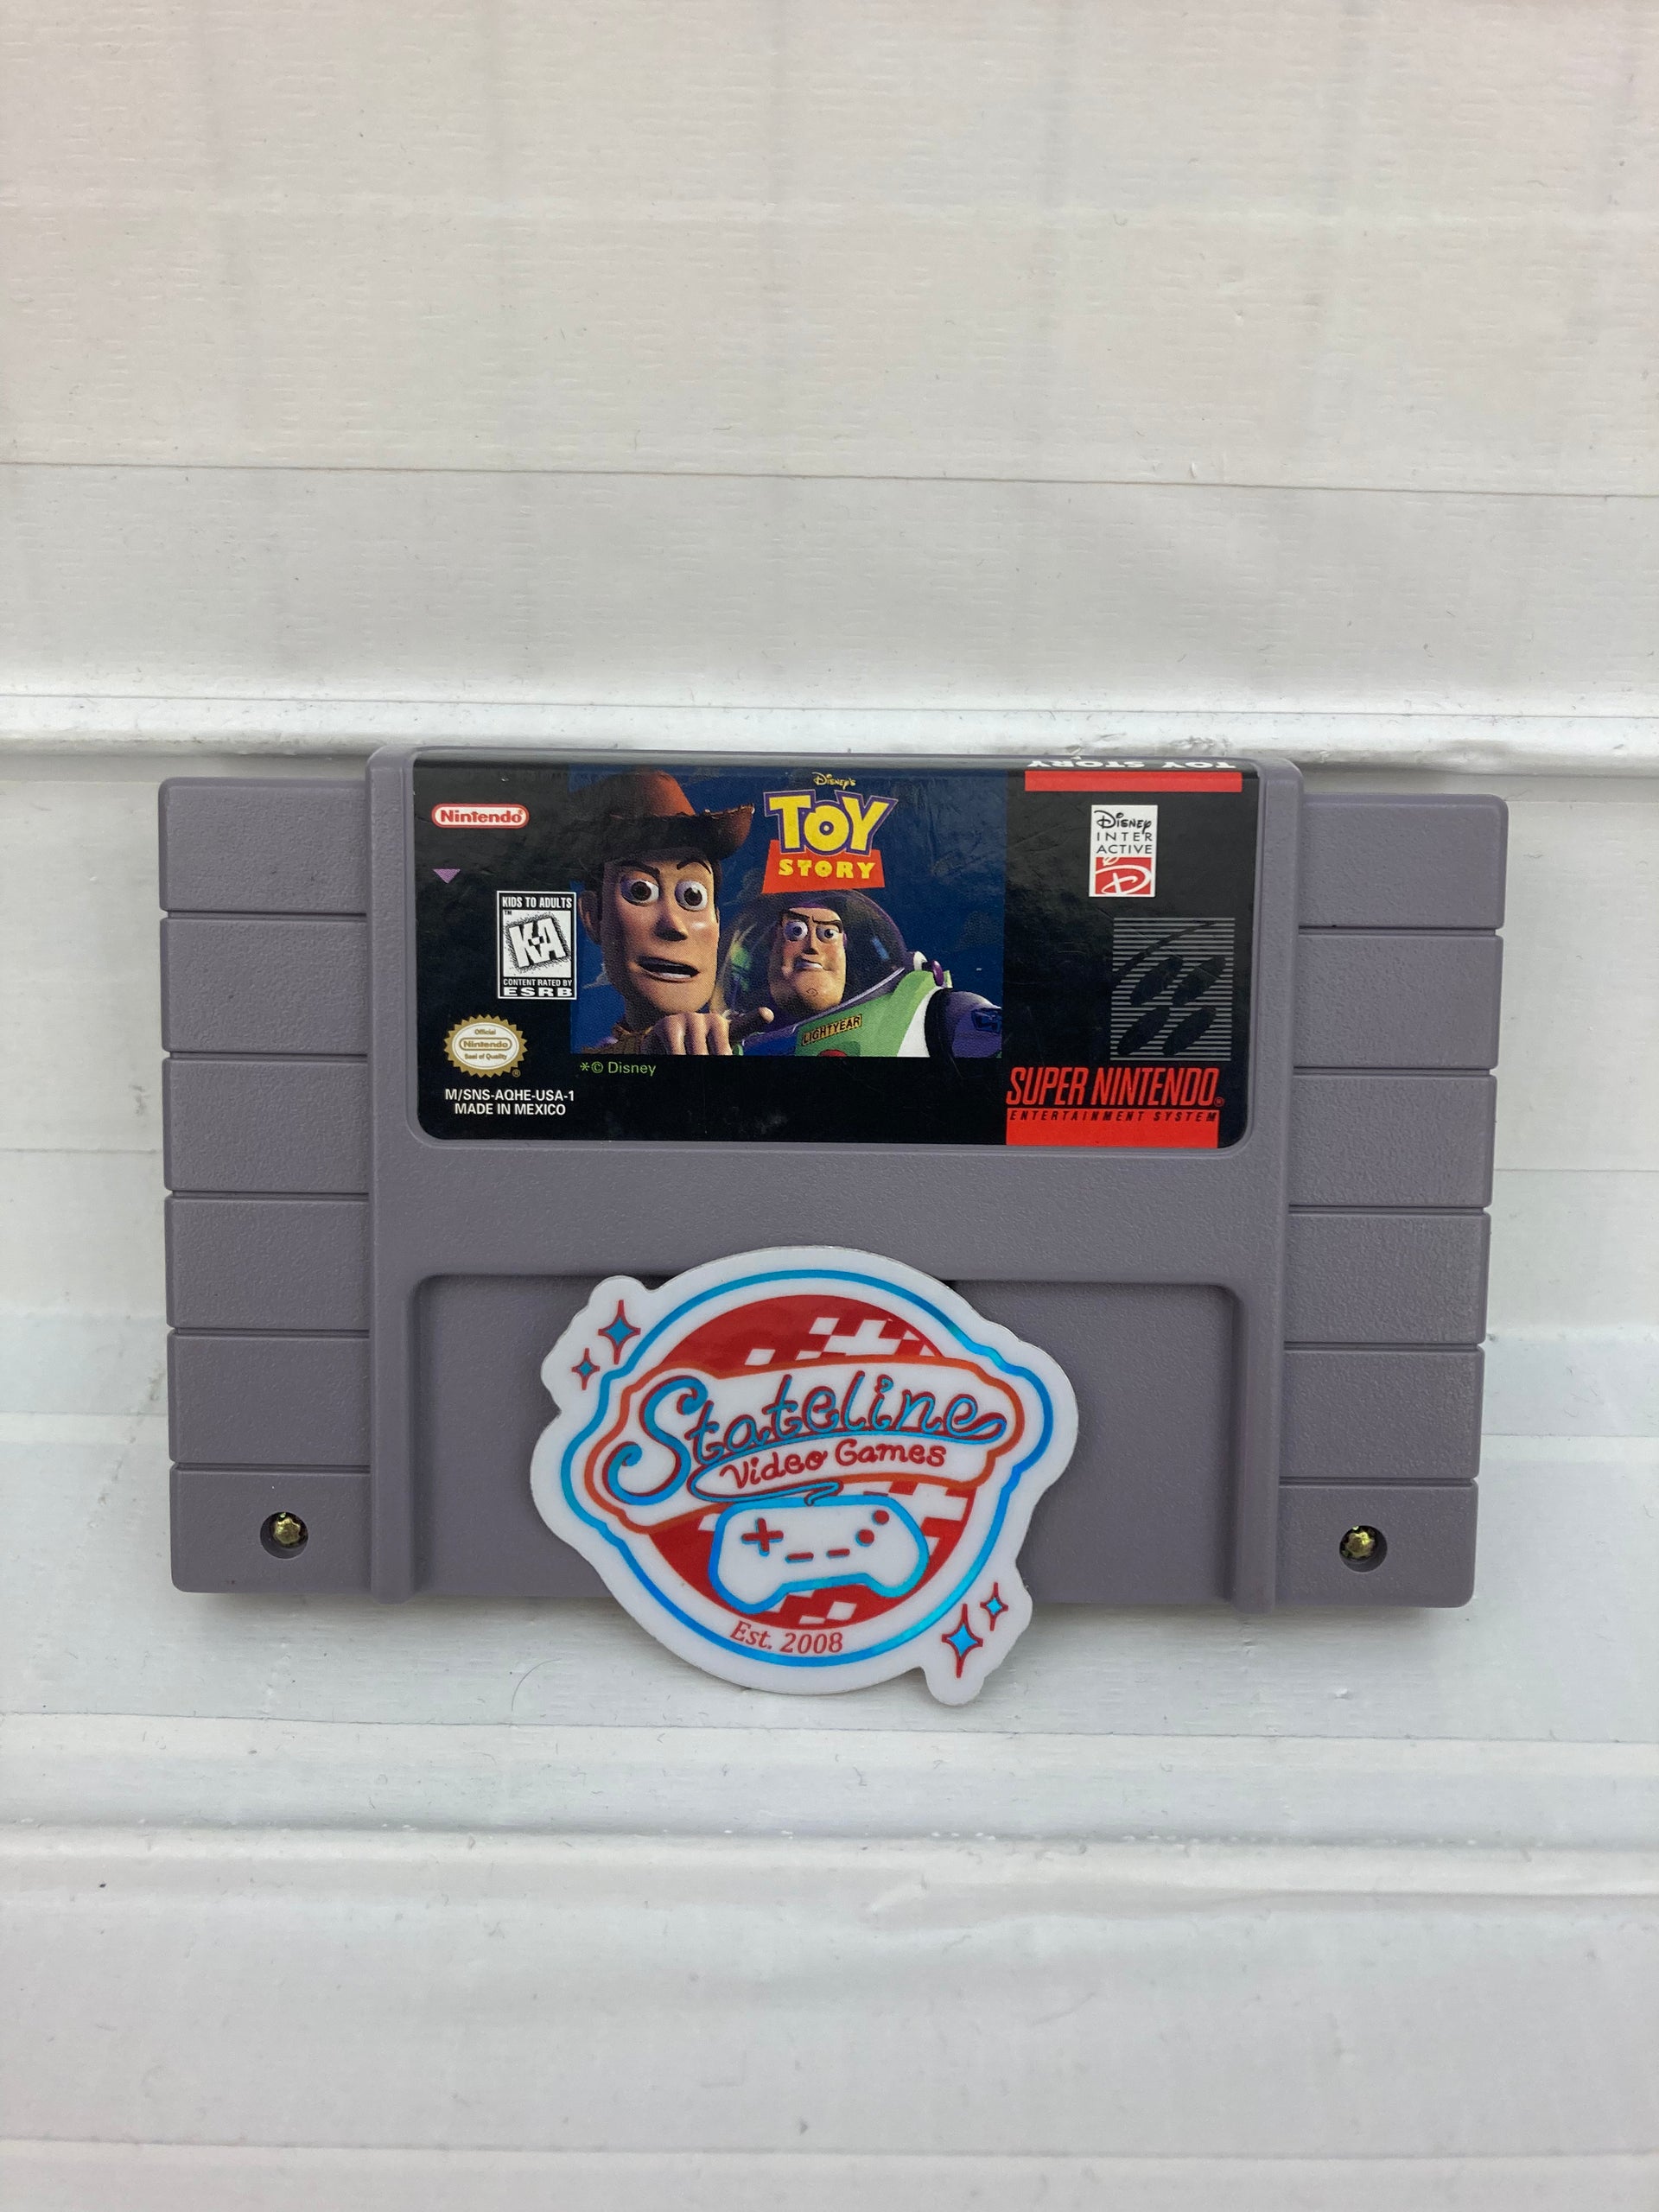 TOY STORY
Nintendo
Disney's
TOY
STORY
Disney
INTER
ACTIVE
D
KIDS TO ADULTS
TM
K-A
CONTENT RATED BY
ESRB
LIGHTYEAR
Official
Nintendo
Seal of Quality
®
*© Disney
M/SNS-AQHE-USA-1
MADE IN MEXICO
SUPER NINTENDO®
ENTERTAINMENT SYSTEM
Stateline
Video Games
Est. 2008